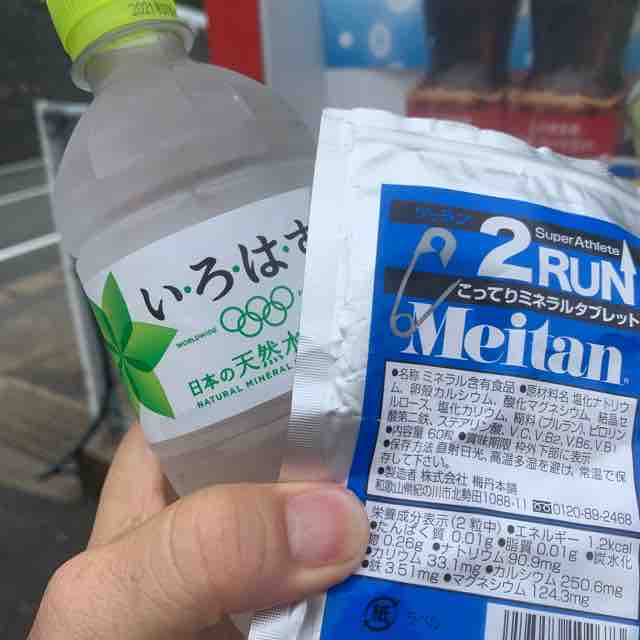 2021
い・ろ・は・す
WORLDWIDE
日本の天然水
NATURAL MINERAL
2RUN
SuperAthlete
こってりミネラルタブレット
Meitan
●名称 ミネラル含有食品 ●原材料名 塩化ナトリウ
ム、卵殻カルシウム、酸化マグネシウム、結晶セ
ルロース、塩化カリウム、糊料(プルラン)、ピロリン
酸第二鉄、ステアリン酸
(V.C、V.B2、V.B6、V.B1)
●内容量 60粒 ●賞味期限 枠外下部に表示
●保存方法 直射日光、高温多湿を避け、常温で保
存して下さい。
●製造者 株式会社 梅丹本舗
和歌山県紀の川市北勢田1088-11 0120-89-2468
栄養成分表示(2粒中) ●エネルギー 1.2kcal
たんぱく質 0.01g ●脂質 0.01g ●炭水化
物 0.26g ●ナトリウム 90.9mg
カリウム 33.1mg ●カルシウム 250.6mg
鉄 3.51mg ●マグネシウム 124.3mg
紙
ラベル